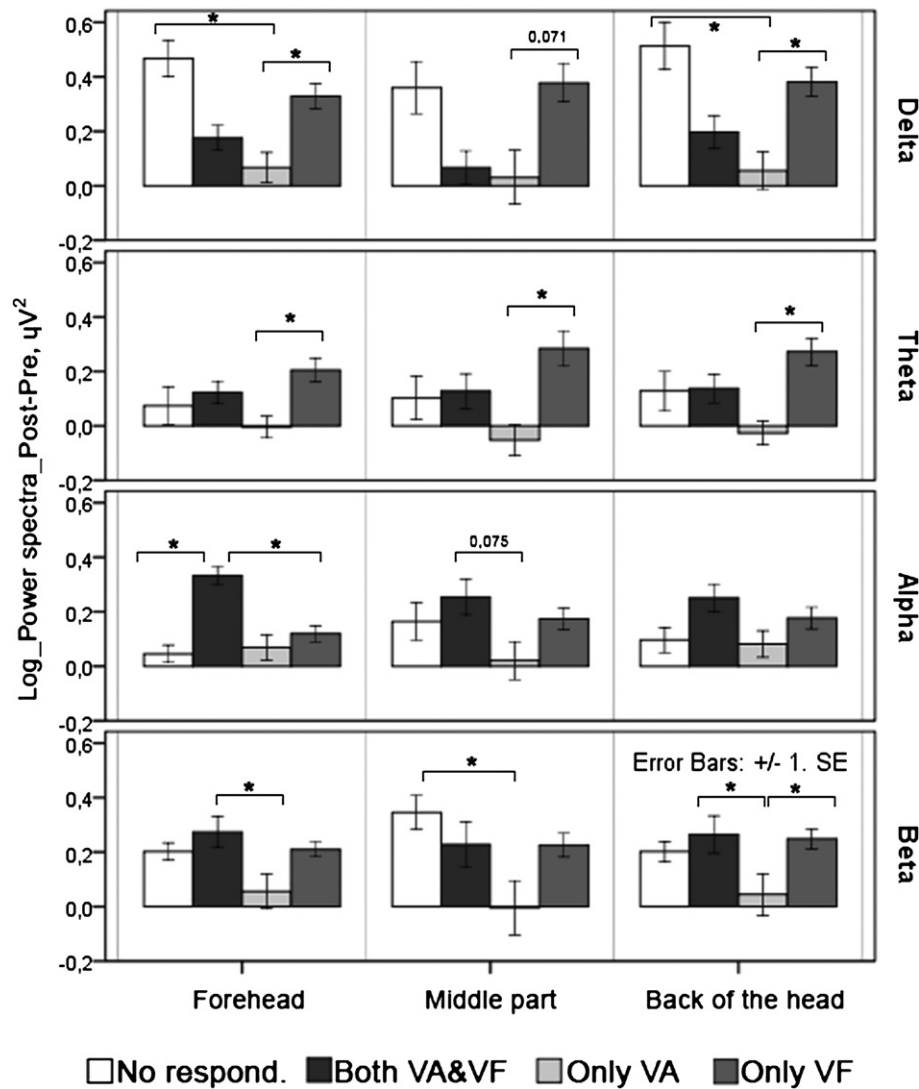 Log_Power spectra_Post-Pre, ųV²
0,6
0,4
0,2
0,0
-0,2
*
*
0,071
*
*
Delta
0,6
0,4
0,2
0,0
-0,2
*
*
*
Theta
0,6
0,4
0,2
0,0
-0,2
*
*
0,075
Alpha
0,6
0,4
0,2
0,0
-0,2
*
*
Error Bars: +/- 1. SE
*
*
Beta
Forehead
Middle part
Back of the head
No respond.
Both VA&VF
Only VA
Only VF